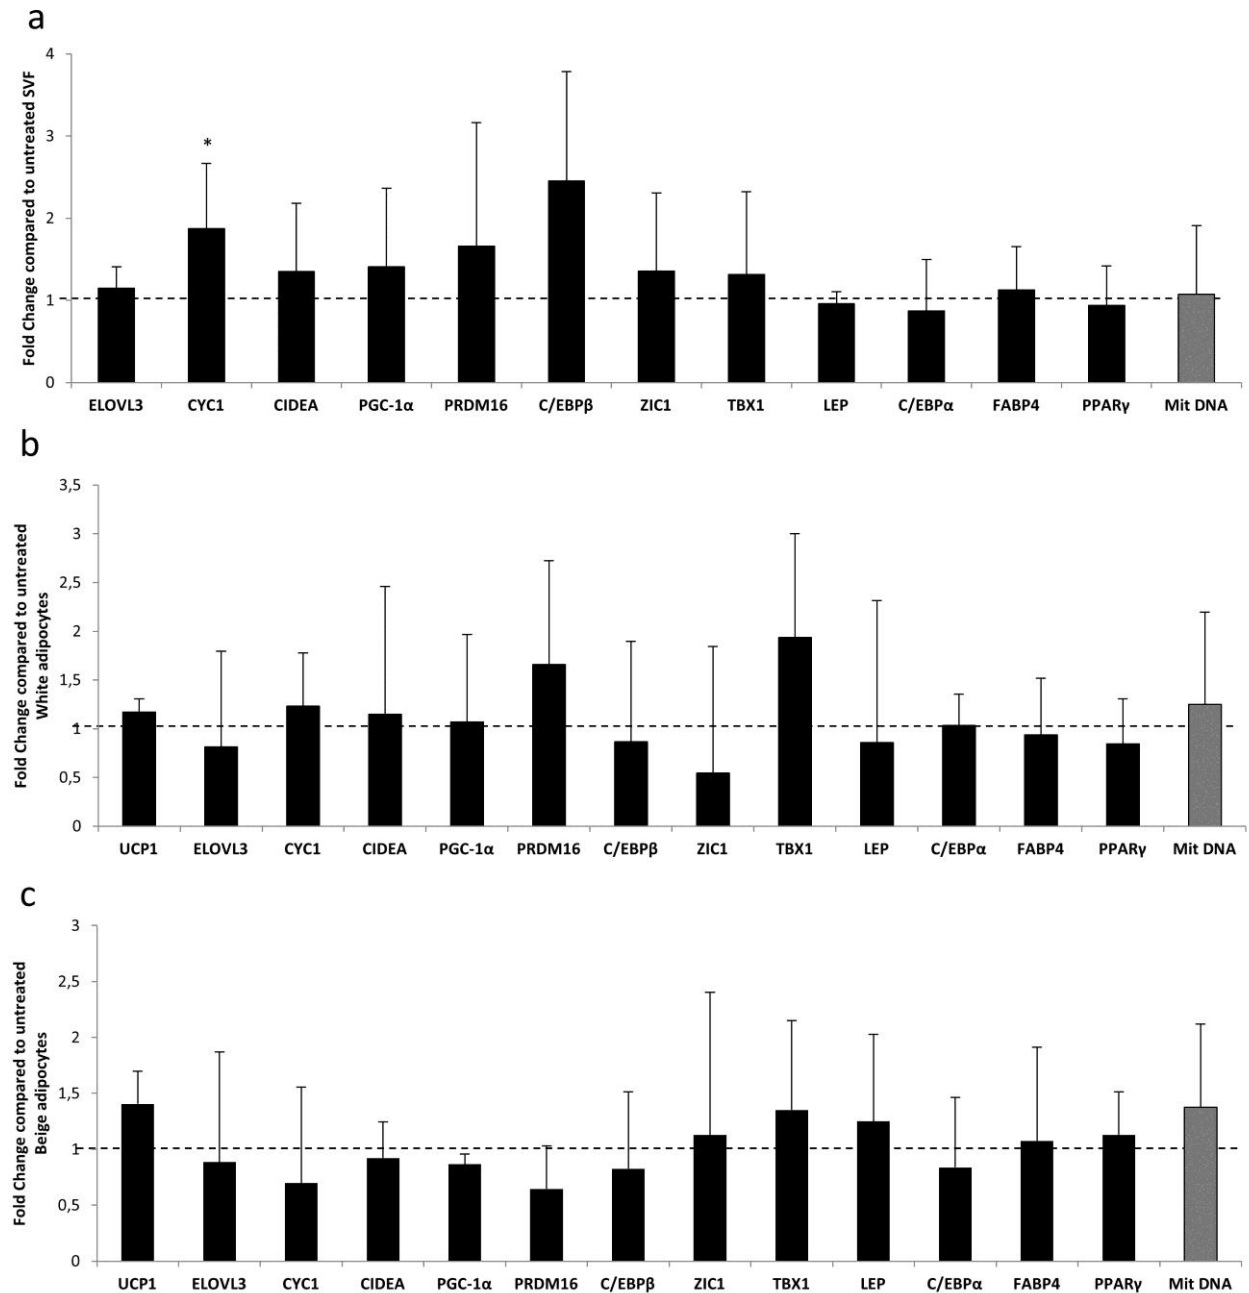 a
Fold Change compared to untreated SVF
4
3
2
1
0
*
ELOVL3 CYC1 CIDEA PGC-1α PRDM16 C/EBPβ ZIC1 TBX1 LEP C/EBPα FABP4 PPARγ Mit DNA
b
Fold Change compared to untreated
White adipocytes
3,5
3
2,5
2
1,5
1
0,5
0
UCP1 ELOVL3 CYC1 CIDEA PGC-1α PRDM16 C/EBPβ ZIC1 TBX1 LEP C/EBPα FABP4 PPARγ Mit DNA
c
Fold Change compared to untreated
Beige adipocytes
3
2,5
2
1,5
1
0,5
0
UCP1 ELOVL3 CYC1 CIDEA PGC-1α PRDM16 C/EBPβ ZIC1 TBX1 LEP C/EBPα FABP4 PPARγ Mit DNA